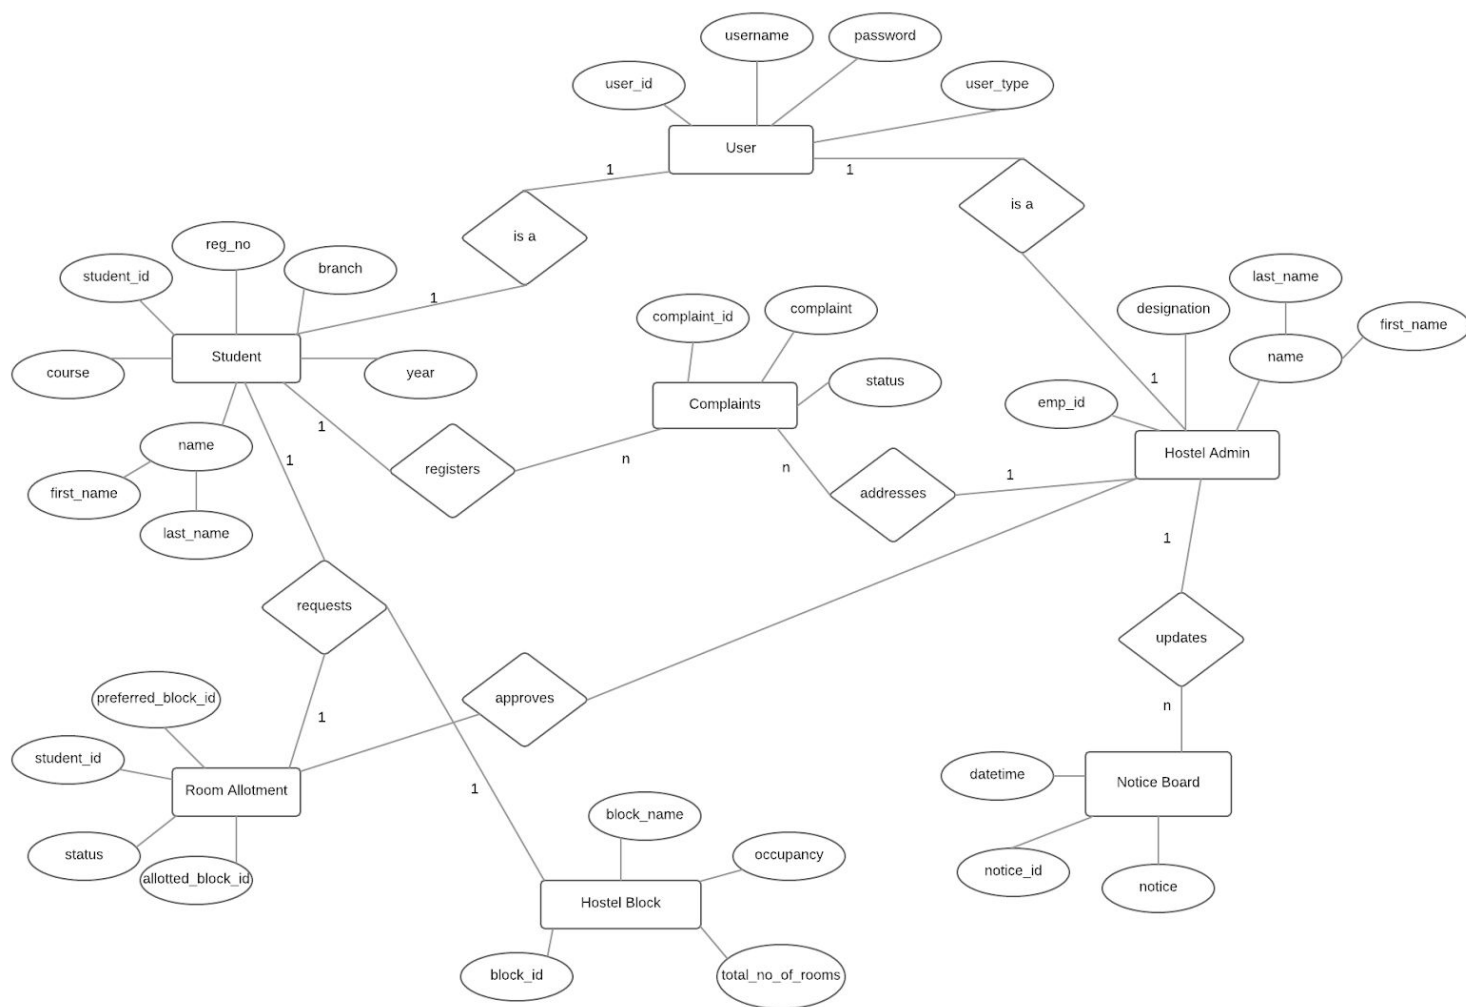 username
password
user_id
user_type
User
1
1
is a
is a
reg_no
student_id
branch
last_name
1
complaint_id
complaint
designation
first_name
Student
name
course
year
status
1
emp_id
Complaints
name
1
Hostel Admin
1
registers
n
n
addresses
1
first_name
last_name
1
requests
updates
preferred_block_id
approves
n
1
student_id
datetime
Notice Board
Room Allotment
1
block_name
status
occupancy
allotted_block_id
notice_id
notice
Hostel Block
block_id
total_no_of_rooms